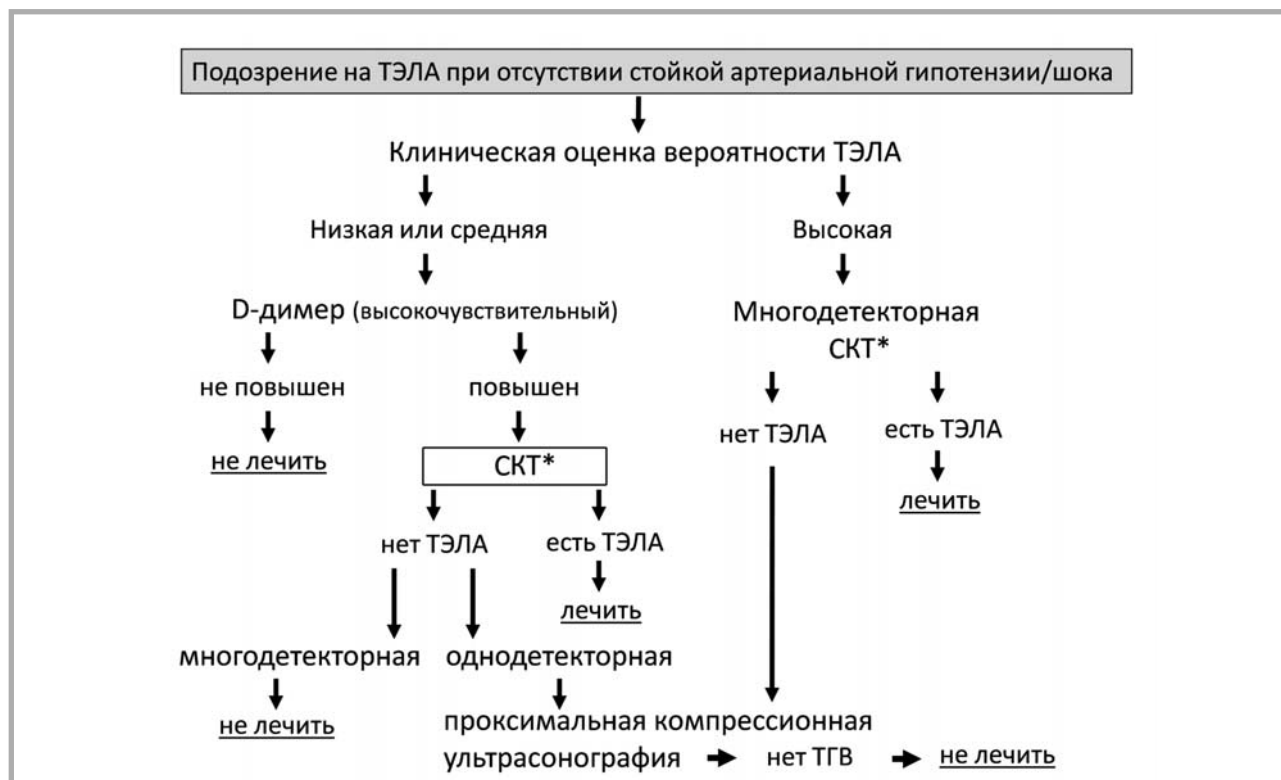 Подозрение на ТЭЛА при отсутствии стойкой артериальной гипотензии/шока
Клиническая оценка вероятности ТЭЛА
Низкая или средняя
Высокая
D-димер (высокочувствительный)
Многодетекторная
СКТ*
не повышен
повышен
нет ТЭЛА
есть ТЭЛА
не лечить
СКТ*
лечить
нет ТЭЛА
есть ТЭЛА
лечить
многодетекторная
однодетекторная
не лечить
проксимальная компрессионная
ультрасонография
нет ТГВ
не лечить